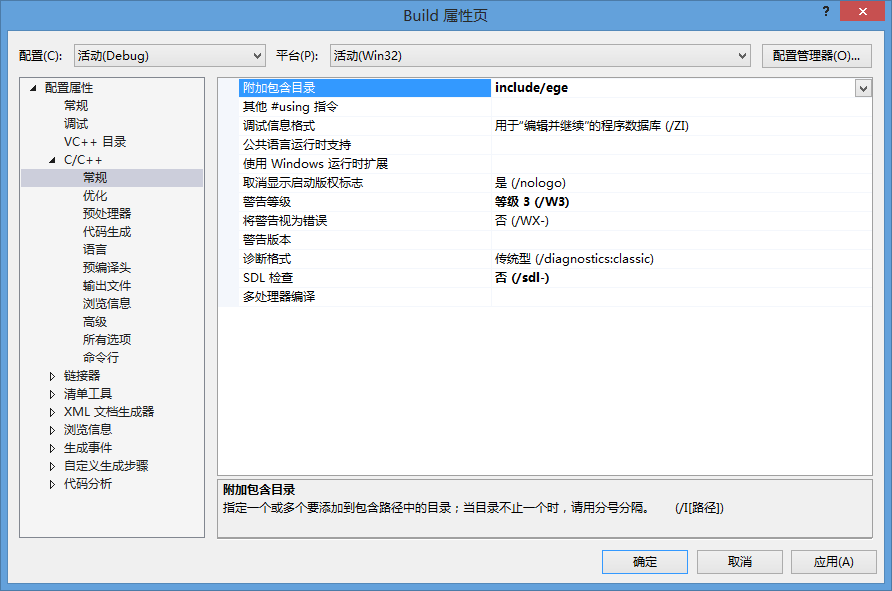 Build 属性页
?
配置(C):
活动(Debug)
平台(P):
活动(Win32)
配置管理器(O)...
配置属性
常规
调试
VC++ 目录
C/C++
常规
优化
预处理器
代码生成
语言
预编译头
输出文件
浏览信息
高级
所有选项
命令行
链接器
清单工具
XML 文档生成器
浏览信息
生成事件
自定义生成步骤
代码分析
附加包含目录 include/ege
其他 #using 指令
调试信息格式 用于“编辑并继续”的程序数据库 (/ZI)
公共语言运行时支持
使用 Windows 运行时扩展
取消显示启动版权标志 是 (/nologo)
警告等级 等级 3 (/W3)
将警告视为错误 否 (/WX-)
警告版本
诊断格式 传统型 (/diagnostics:classic)
SDL 检查 否 (/sdl-)
多处理器编译
附加包含目录
指定一个或多个要添加到包含路径中的目录；当目录不止一个时，请用分号分隔。 (/I[路径])
确定
取消
应用(A)